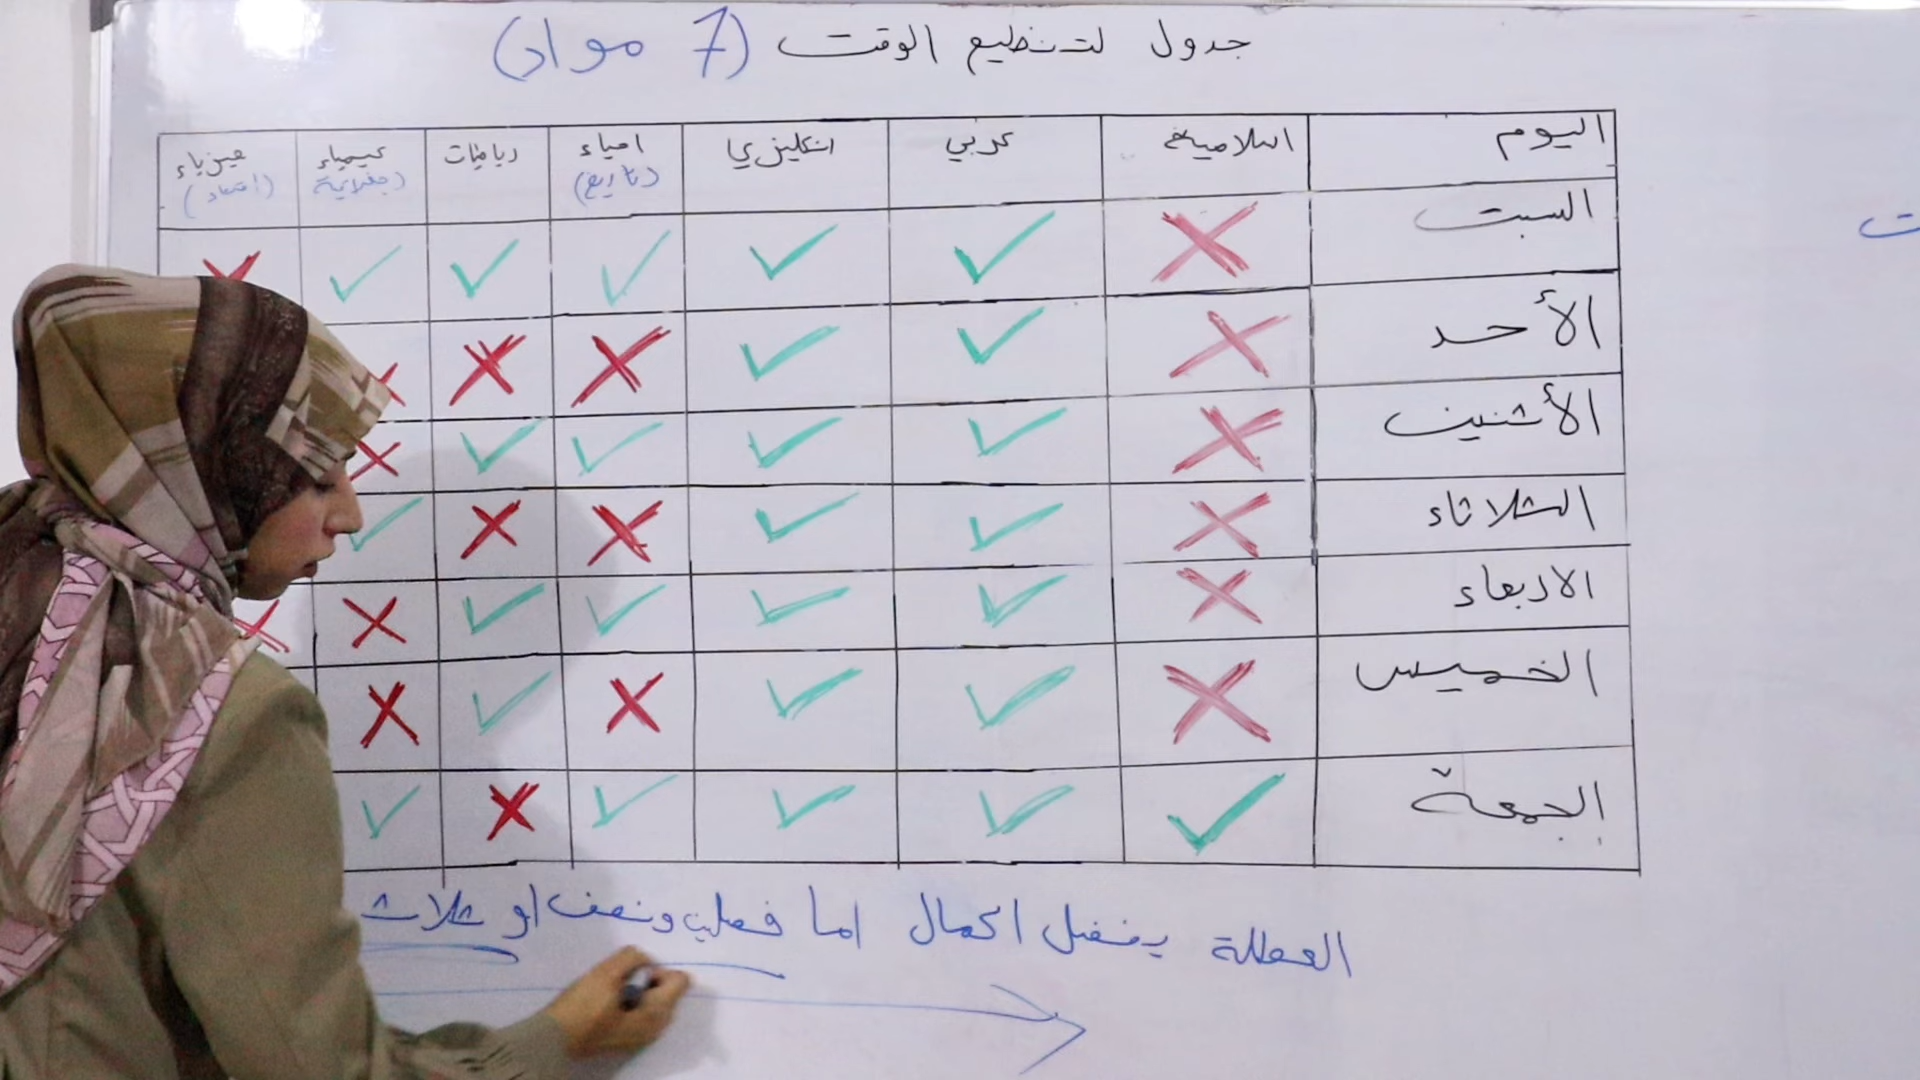 جدول لتنظيم الوقت (7 مواد)
اليوم اسلامية عربي انكليزي احياء رياضيات كيمياء فيزياء
(تاريخ) (جغرافية) (اقتصاد)
السبت
الأحد
الأثنين
الثلاثاء
الاربعاء
الخميس
الجمعة
العطلة يفضل اكمال اما فصلين ونصف او ثلاث